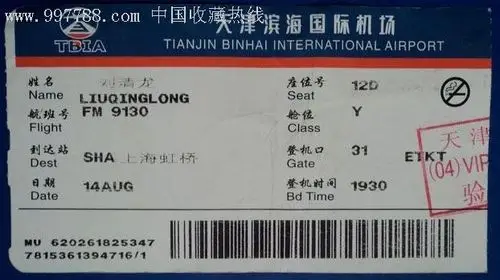 www.997788.com 中国收藏热线
天津滨海国际机场
TBIA
TIANJIN BINHAI INTERNATIONAL AIRPORT
姓名 刘清龙 座位号 12D
Name LIUQINGLONG Seat
航班号 FM 9130 舱位 Y
Flight Class
到达站 登机口 31 ETKT
Dest SHA 上海虹桥 Gate
日期 登机时间 1930
Date 14AUG Bd Time
天津
(04)VIP
验
MU 620261825347
7815361394716/1